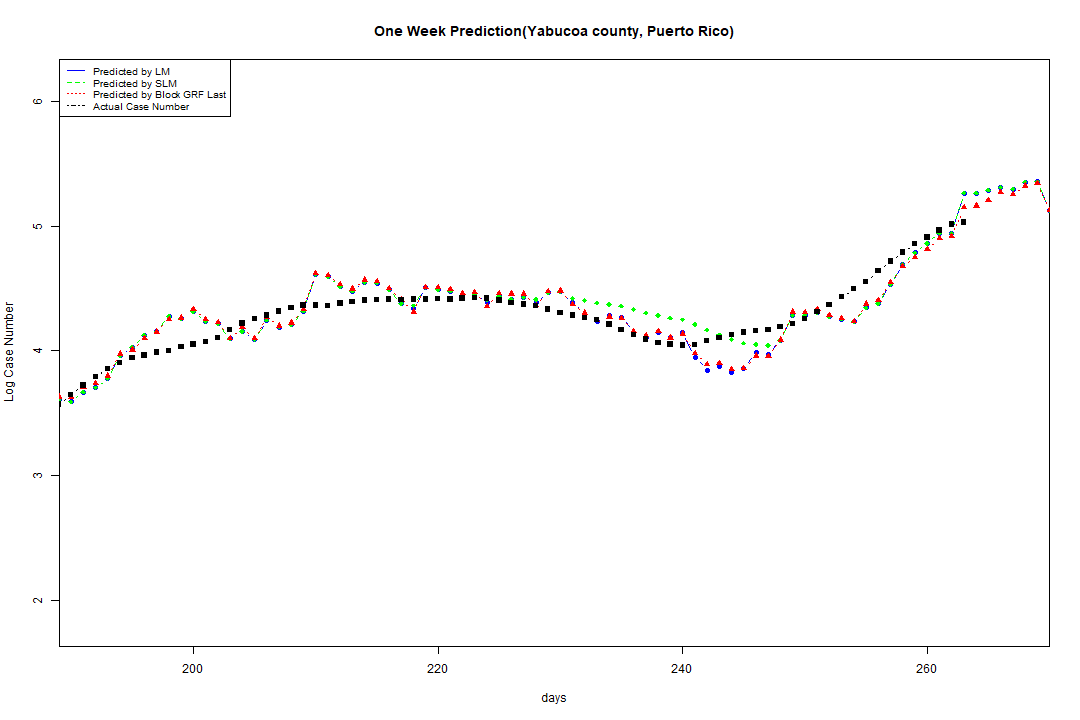 One Week Prediction(Yabucoa county, Puerto Rico)
Predicted by LM
Predicted by SLM
Predicted by Block GRF Last
Actual Case Number
6
5
4
3
2
Log Case Number
200 220 240 260
days